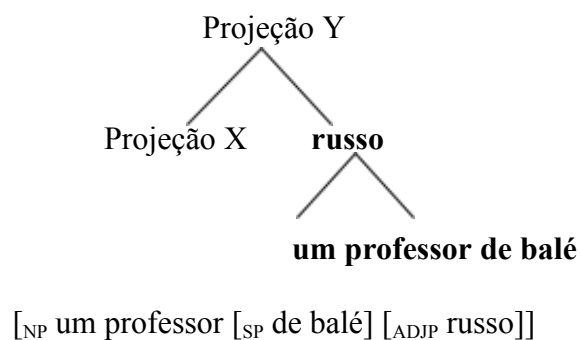 Projeção Y
Projeção X russo
um professor de balé
[NP um professor [SP de balé] [ADJP russo]]